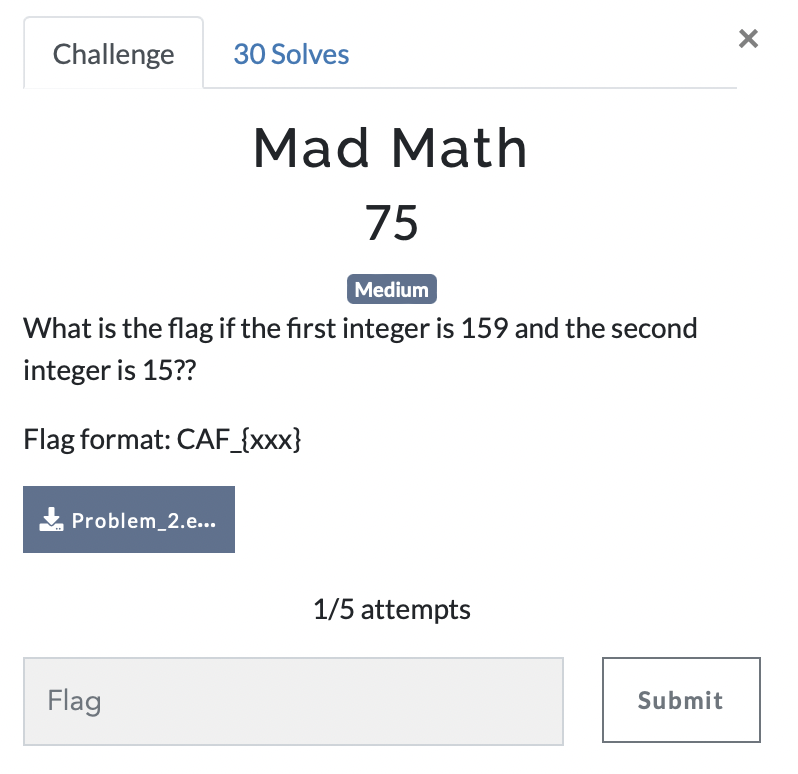 Challenge
30 Solves
×
Mad Math
75
Medium
What is the flag if the first integer is 159 and the second
integer is 15??
Flag format: CAF_{xxx}
Problem_2.e...
1/5 attempts
Flag
Submit